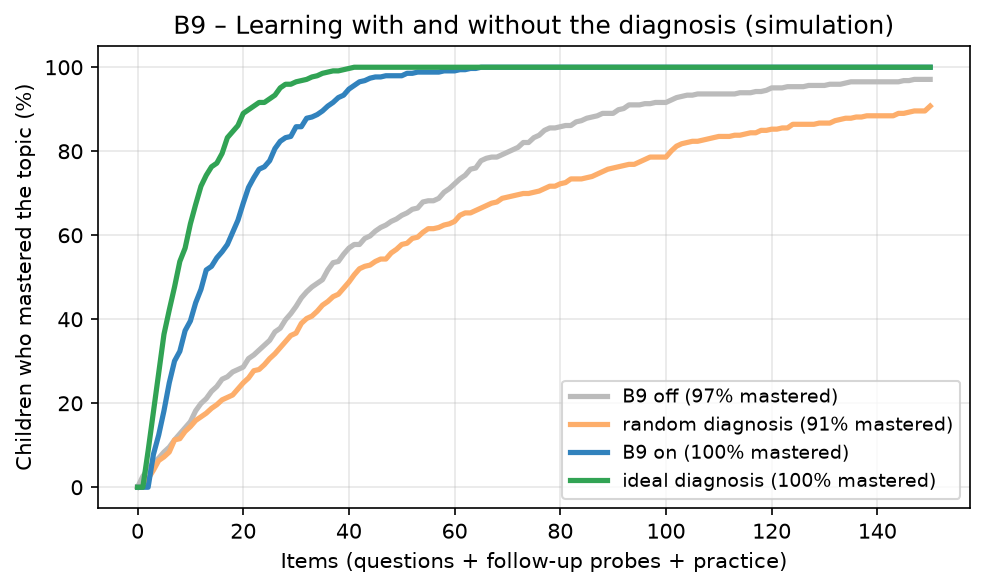 B9 – Learning with and without the diagnosis (simulation)
Children who mastered the topic (%)
100
80
60
40
20
0
B9 off (97% mastered)
random diagnosis (91% mastered)
B9 on (100% mastered)
ideal diagnosis (100% mastered)
0 20 40 60 80 100 120 140
Items (questions + follow-up probes + practice)